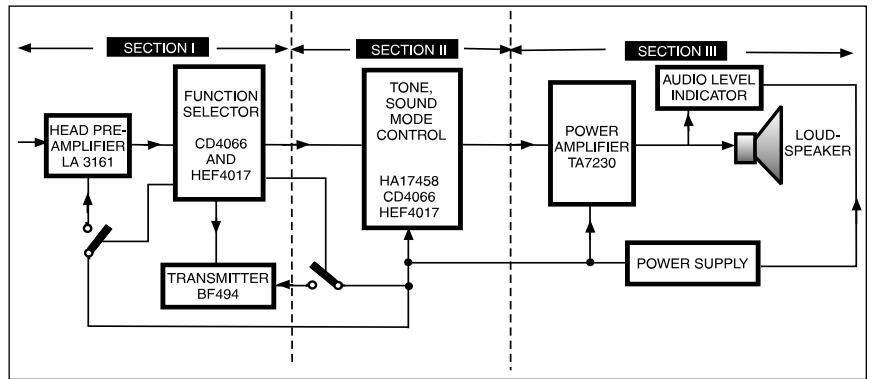 SECTION I
SECTION II
SECTION III
HEAD PRE-
AMPLIFIER
LA 3161
FUNCTION
SELECTOR
CD4066
AND
HEF4017
TRANSMITTER
BF494
TONE,
SOUND
MODE
CONTROL
HA17458
CD4066
HEF4017
POWER
AMPLIFIER
TA7230
AUDIO LEVEL
INDICATOR
LOUD-
SPEAKER
POWER SUPPLY